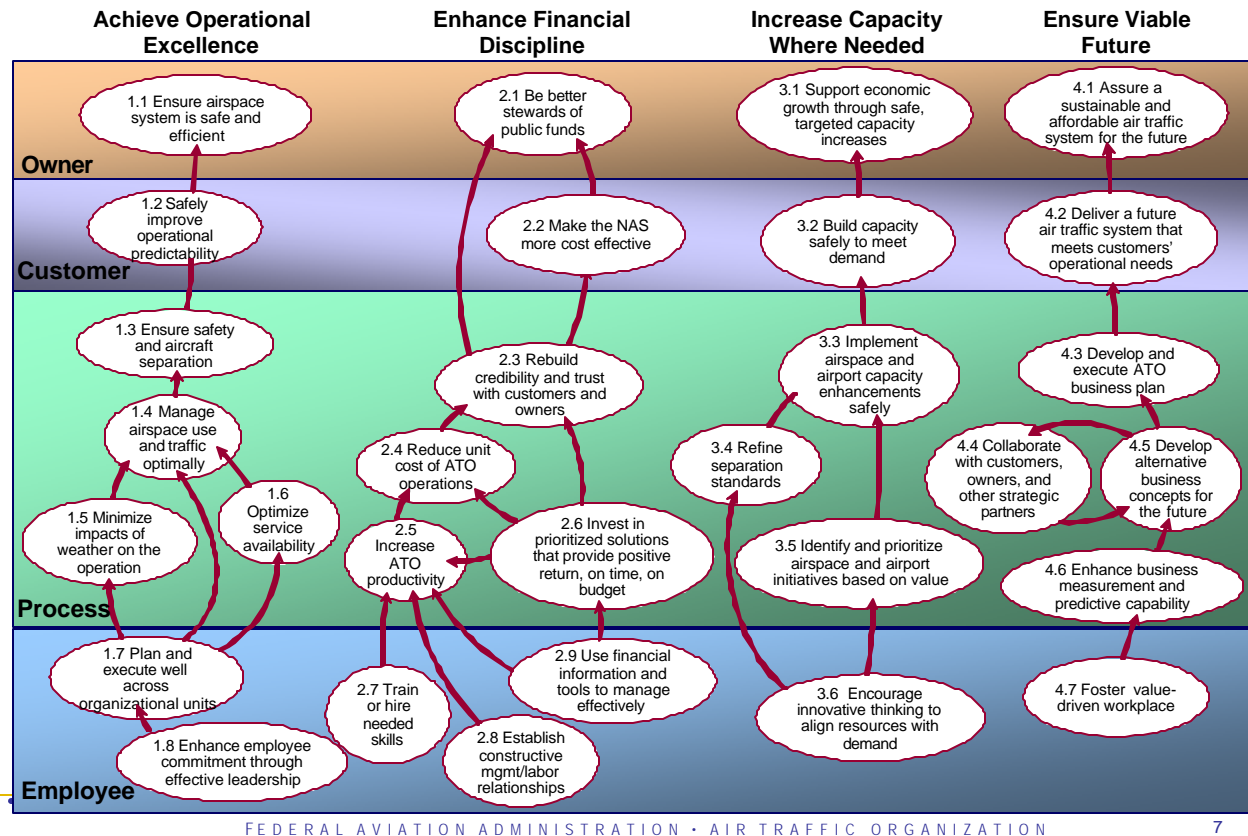 Achieve Operational
Excellence
Enhance Financial
Discipline
Increase Capacity
Where Needed
Ensure Viable
Future
1.1 Ensure airspace
system is safe and
efficient
2.1 Be better
stewards of
public funds
3.1 Support economic
growth through safe,
targeted capacity
increases
4.1 Assure a
sustainable and
affordable air traffic
system for the future
Owner
1.2 Safely
improve
operational
predictability
2.2 Make the NAS
more cost effective
3.2 Build capacity
safely to meet
demand
4.2 Deliver a future
air traffic system that
meets customers’
operational needs
Customer
1.3 Ensure safety
and aircraft
separation
2.3 Rebuild
credibility and trust
with customers and
owners
3.3 Implement
airspace and
airport capacity
enhancements
safely
4.3 Develop and
execute ATO
business plan
1.4 Manage
airspace use
and traffic
optimally
2.4 Reduce unit
cost of ATO
operations
3.4 Refine
separation
standards
4.4 Collaborate
with customers,
owners, and
other strategic
partners
4.5 Develop
alternative
business
concepts for
the future
1.5 Minimize
impacts of
weather on the
operation
1.6
Optimize
service
availability
2.5
Increase
ATO
productivity
2.6 Invest in
prioritized solutions
that provide positive
return, on time, on
budget
3.5 Identify and prioritize
airspace and airport
initiatives based on value
4.6 Enhance business
measurement and
predictive capability
Process
1.7 Plan and
execute well
across
organizational units
2.7 Train
or hire
needed
skills
2.9 Use financial
information and
tools to manage
effectively
3.6 Encourage
innovative thinking to
align resources with
demand
4.7 Foster value-
driven workplace
1.8 Enhance employee
commitment through
effective leadership
2.8 Establish
constructive
mgmt/labor
relationships
Employee
FEDERAL AVIATION ADMINISTRATION • AIR TRAFFIC ORGANIZATION
7